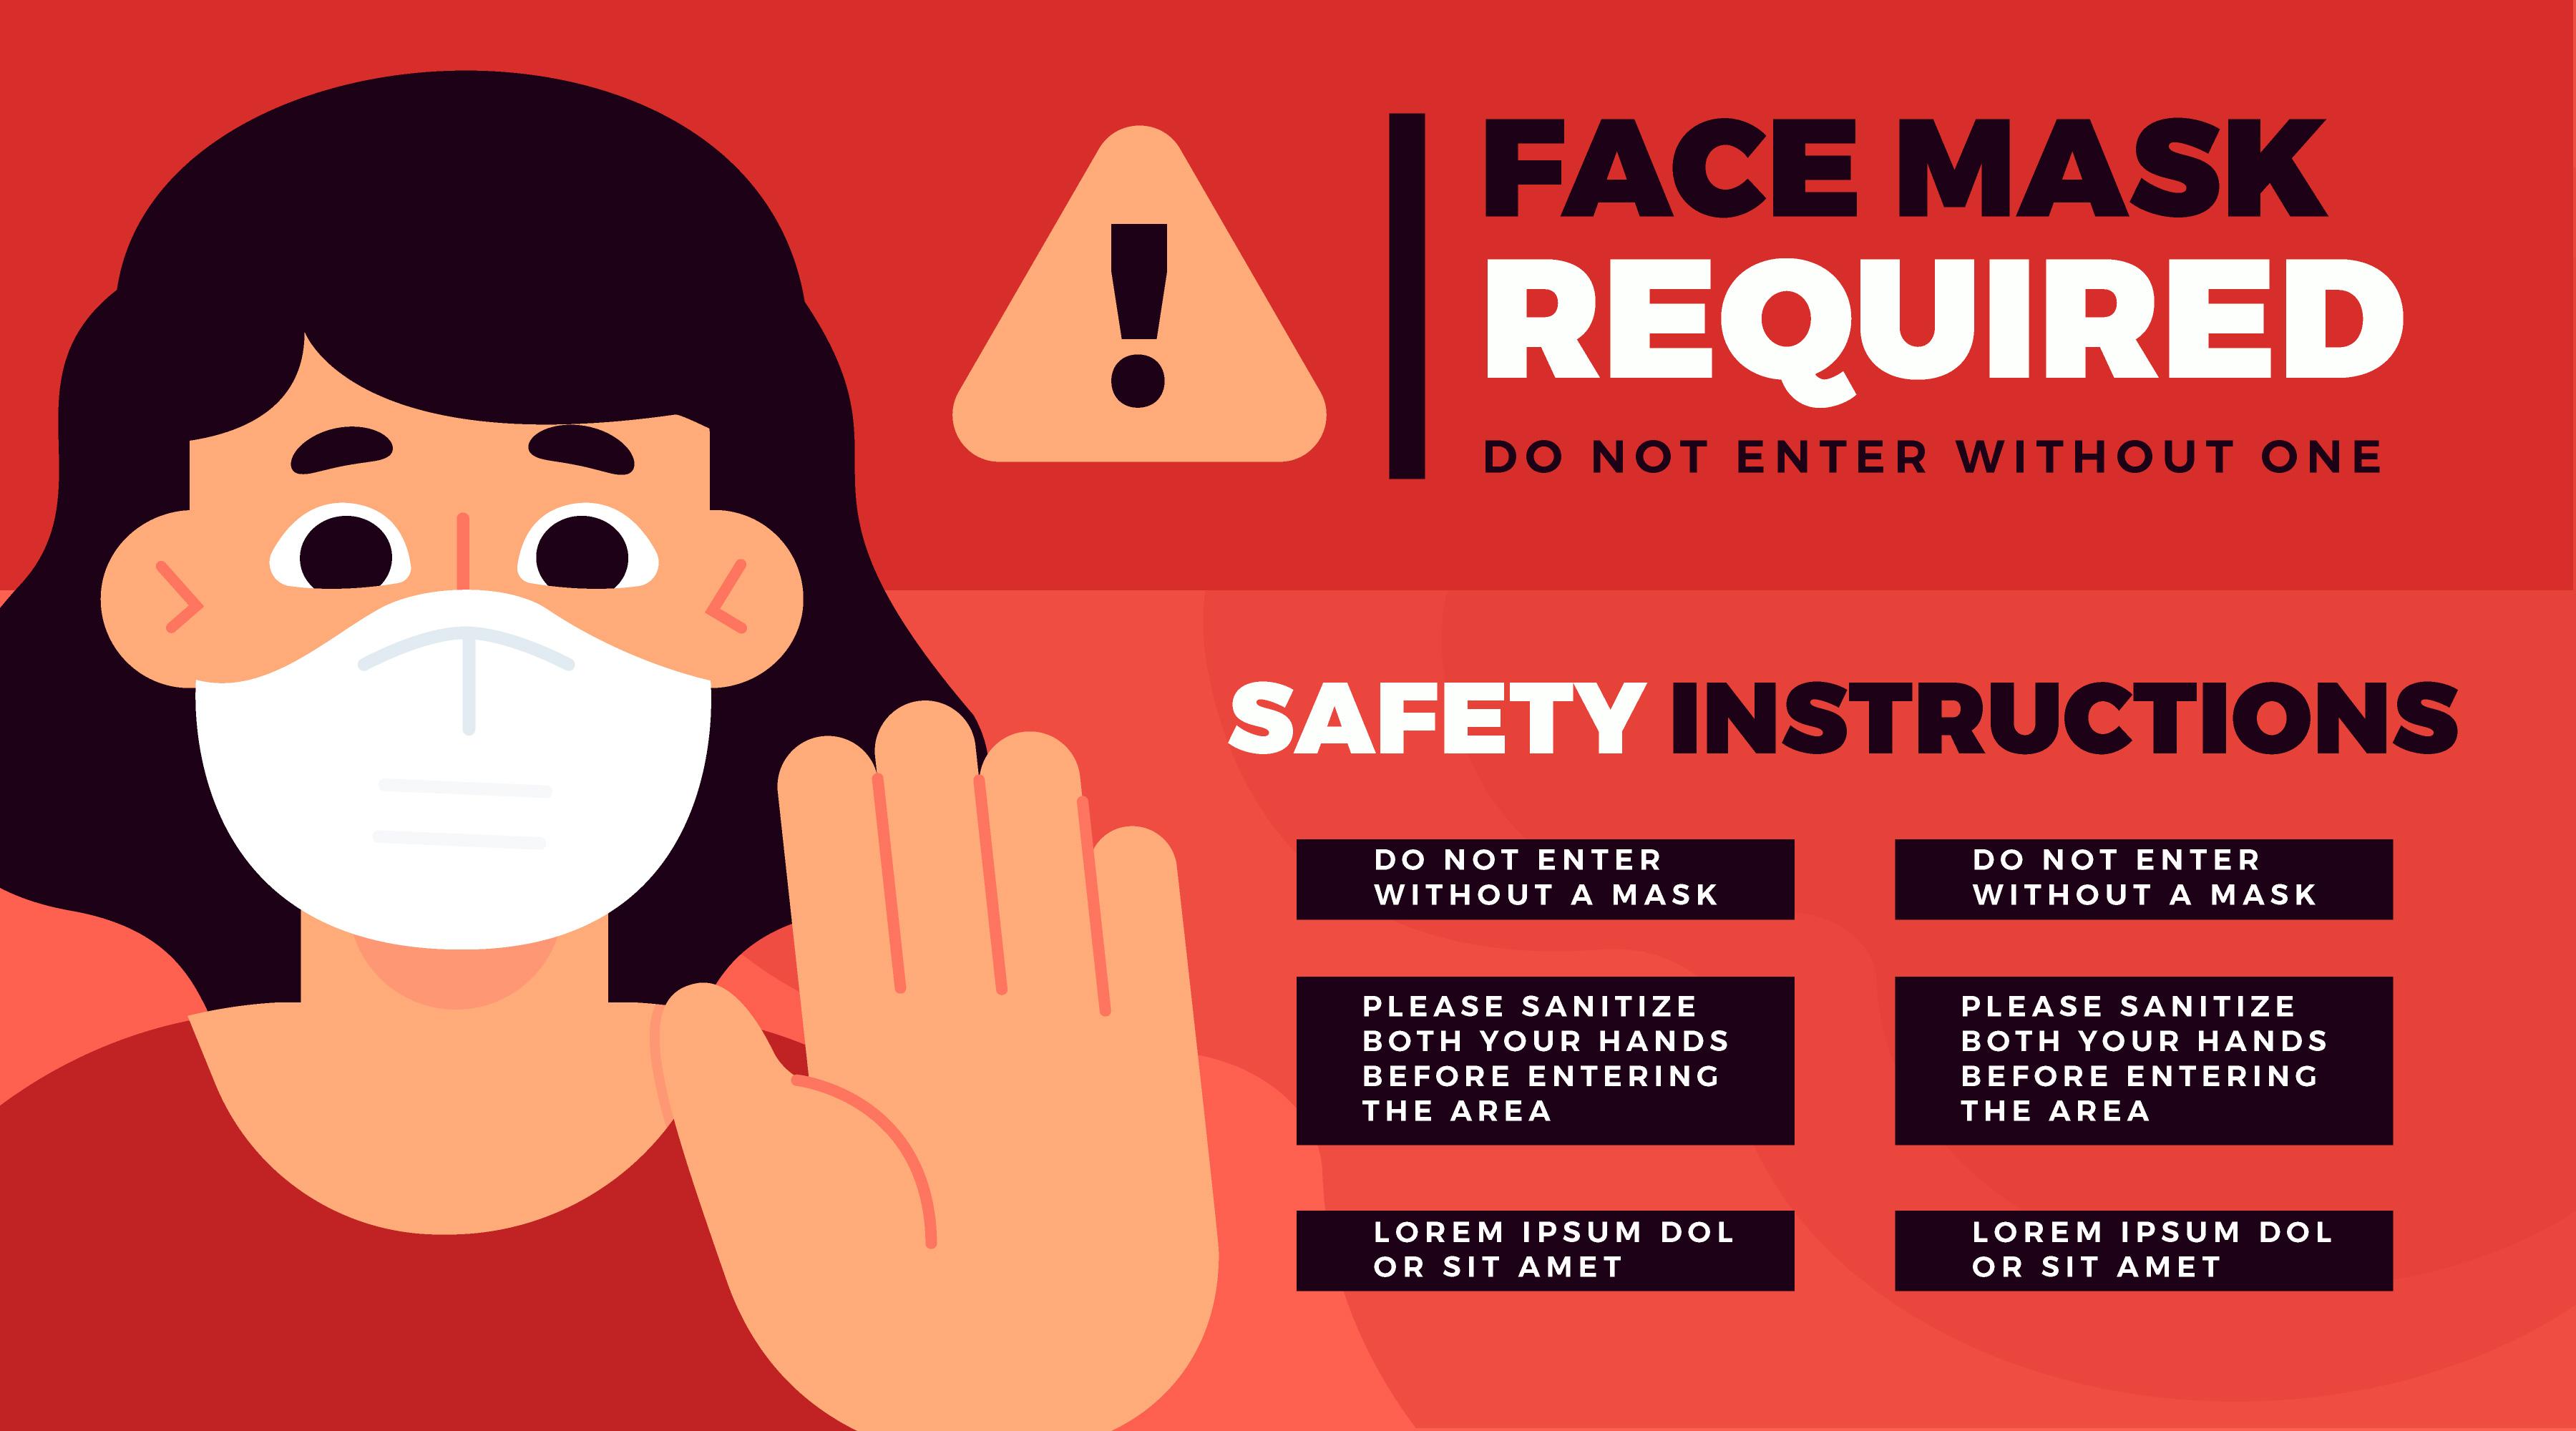 !
FACE MASK
REQUIRED
DO NOT ENTER WITHOUT ONE
SAFETY INSTRUCTIONS
DO NOT ENTER
WITHOUT A MASK
PLEASE SANITIZE
BOTH YOUR HANDS
BEFORE ENTERING
THE AREA
LOREM IPSUM DOL
OR SIT AMET
DO NOT ENTER
WITHOUT A MASK
PLEASE SANITIZE
BOTH YOUR HANDS
BEFORE ENTERING
THE AREA
LOREM IPSUM DOL
OR SIT AMET